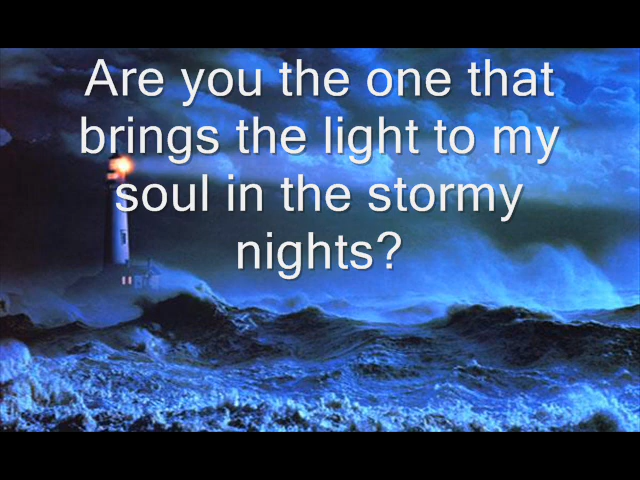 Are you the one that
brings the light to my
soul in the stormy
nights?